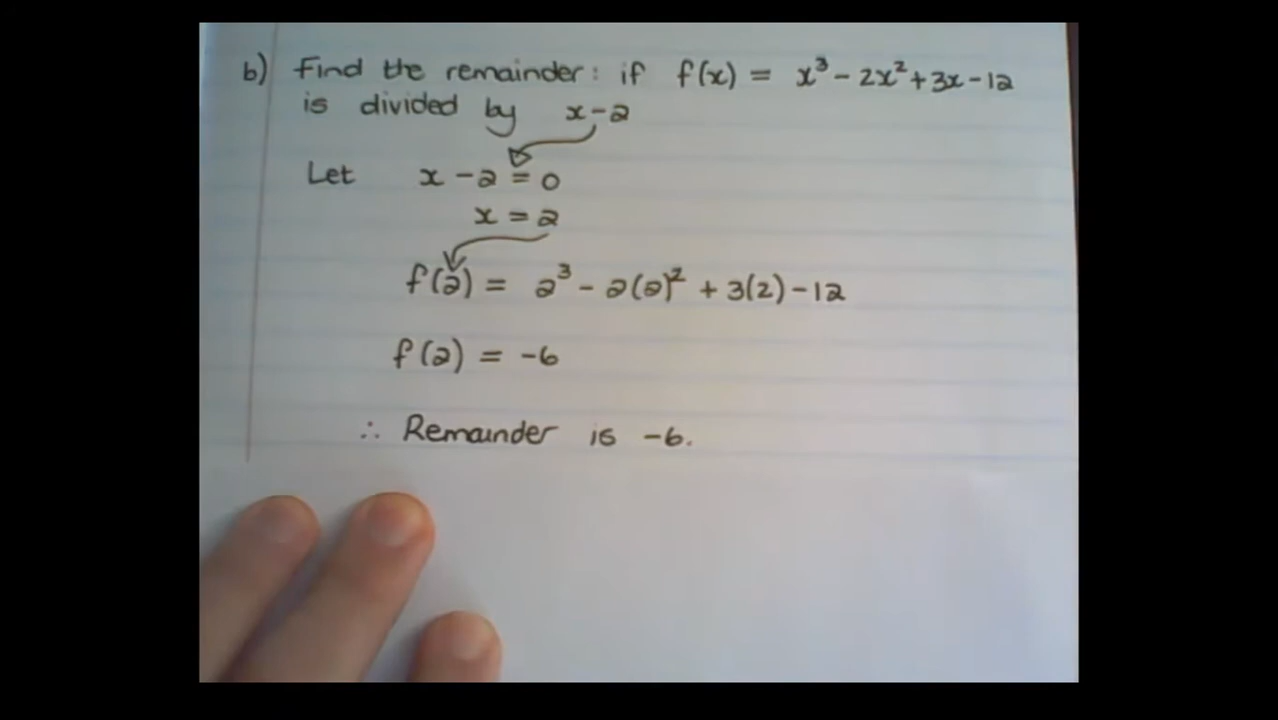 b) Find the remainder: if f(x) = x³ - 2x² + 3x - 12
is divided by x - 2
Let x - 2 = 0
x = 2
f(2) = 2³ - 2(2)² + 3(2) - 12
f(2) = -6
∴ Remainder is -6.